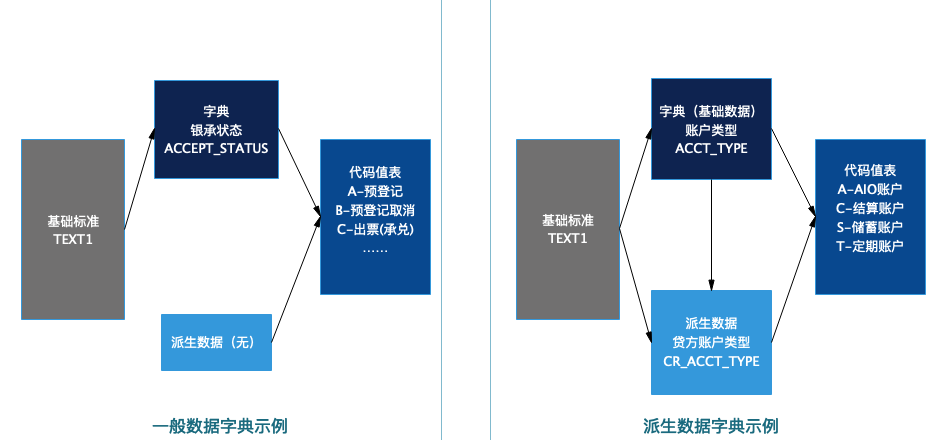 基础标准
TEXT1
字典
银承状态
ACCEPT_STATUS
派生数据（无）
代码值表
A-预登记
B-预登记取消
C-出票(承兑)
……
一般数据字典示例
基础标准
TEXT1
字典（基础数据）
账户类型
ACCT_TYPE
派生数据
贷方账户类型
CR_ACCT_TYPE
代码值表
A-AIO账户
C-结算账户
S-储蓄账户
T-定期账户
派生数据字典示例